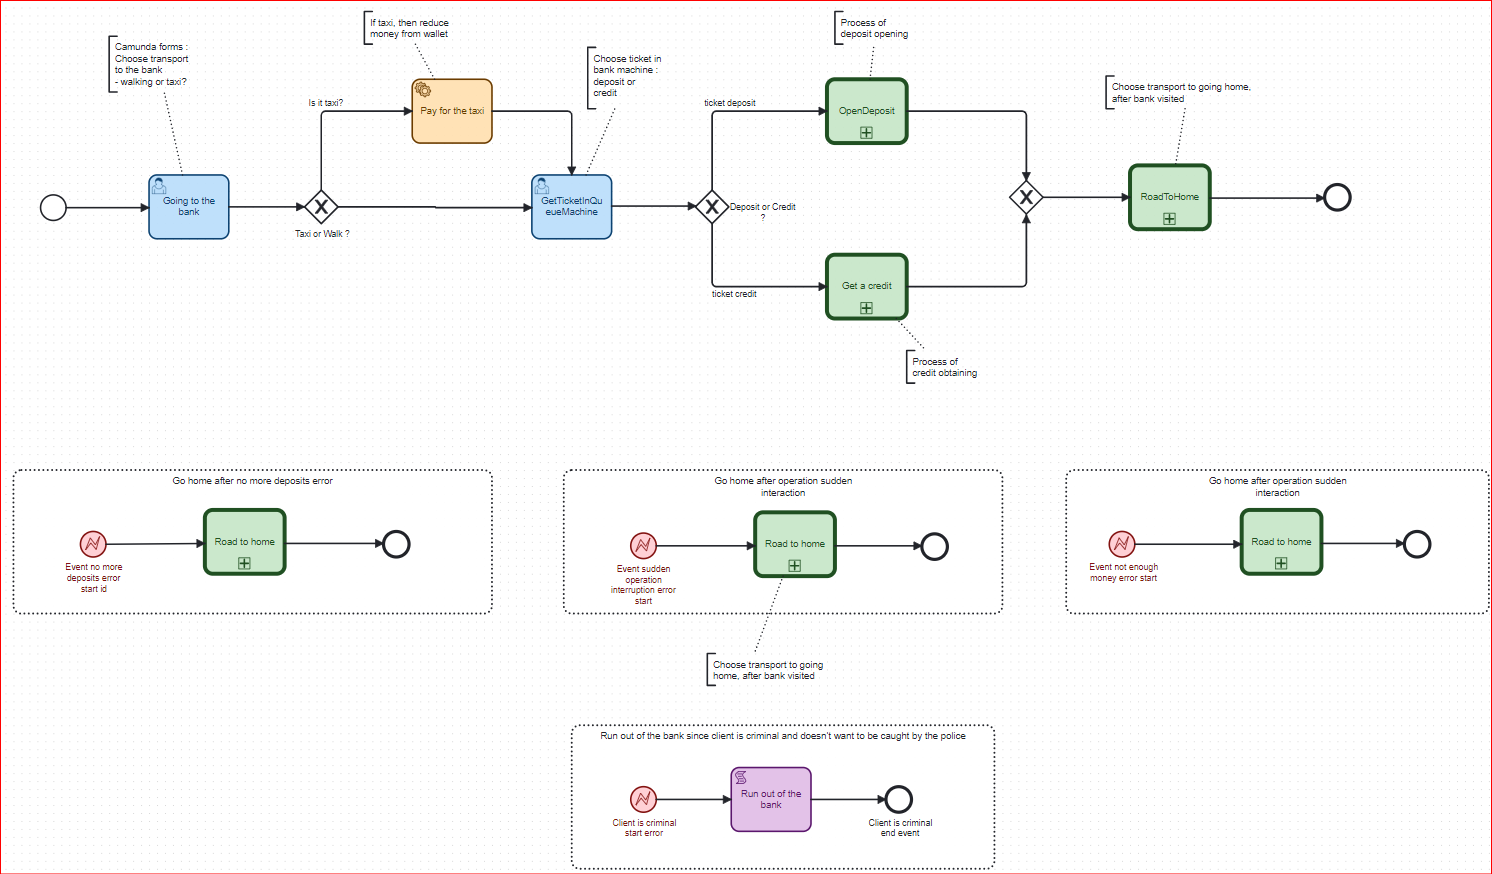 Camunda forms :
Choose transport
to the bank
- walking or taxi?
If taxi, then reduce
money from wallet
Choose ticket in
bank machine :
deposit or
credit
Process of
deposit opening
Choose transport to going home,
after bank visited
Is it taxi?
Pay for the taxi
ticket deposit
OpenDeposit
Going to the
bank
Taxi or Walk ?
GetTicketInQu
eueMachine
Deposit or Credit
?
RoadToHome
ticket credit
Get a credit
Process of
credit obtaining
Go home after no more deposits error
Event no more
deposits error
start id
Road to home
Go home after operation sudden
interaction
Event sudden
operation
interruption error
start
Road to home
Go home after operation sudden
interaction
Event not enough
money error start
Road to home
Choose transport to going
home, after bank visited
Run out of the bank since client is criminal and doesn't want to be caught by the police
Client is criminal
start error
Run out of the
bank
Client is criminal
end event